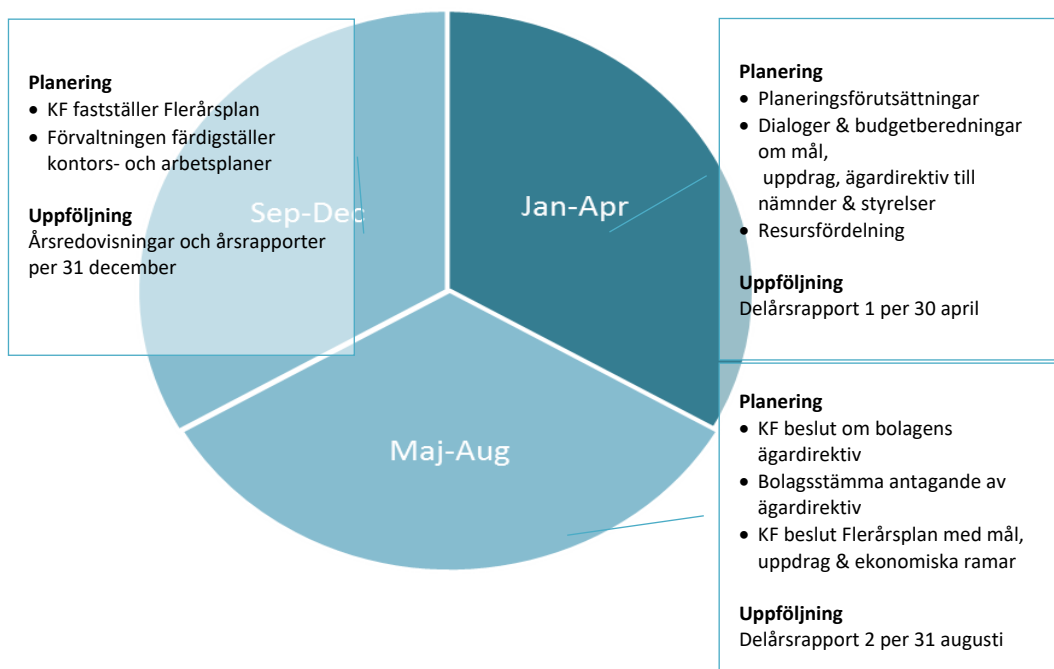 Planering
• KF fastställer Flerårsplan
• Förvaltningen färdigställer
kontors- och arbetsplaner
Uppföljning
Årsredovisningar och årsrapporter
per 31 december
Sep-Dec
Jan-Apr
Maj-Aug
Planering
• Planeringsförutsättningar
• Dialoger & budgetberedningar
om mål,
uppdrag, ägardirektiv till
nämnder & styrelser
• Resursfördelning
Uppföljning
Delårsrapport 1 per 30 april
Planering
• KF beslut om bolagens
ägardirektiv
• Bolagsstämma antagande av
ägardirektiv
• KF beslut Flerårsplan med mål,
uppdrag & ekonomiska ramar
Uppföljning
Delårsrapport 2 per 31 augusti